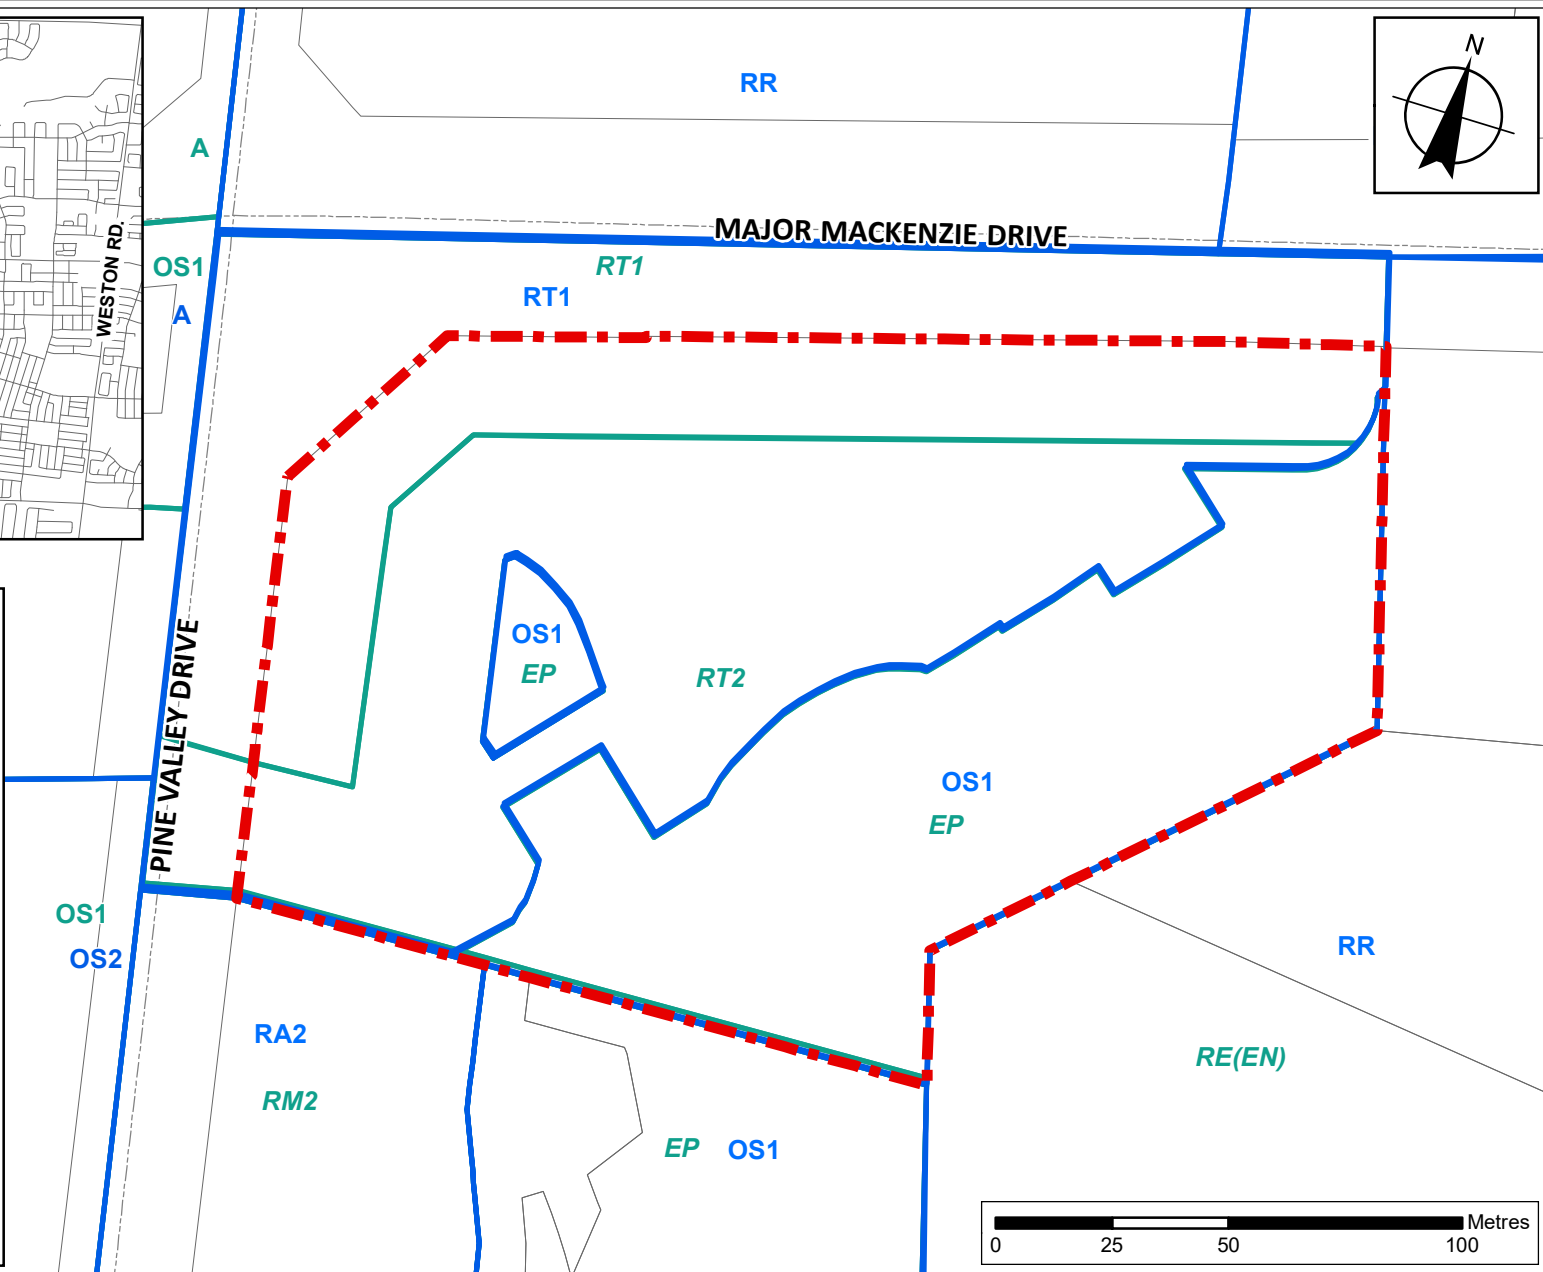 N
RR
A
MAJOR MACKENZIE DRIVE
WESTON RD.
OS1
RT1
RT1
A
OS1
EP
RT2
PINE VALLEY DRIVE
OS1
EP
OS1
OS2
RR
RA2
RE(EN)
RM2
EP OS1
Metres
0 25 50 100